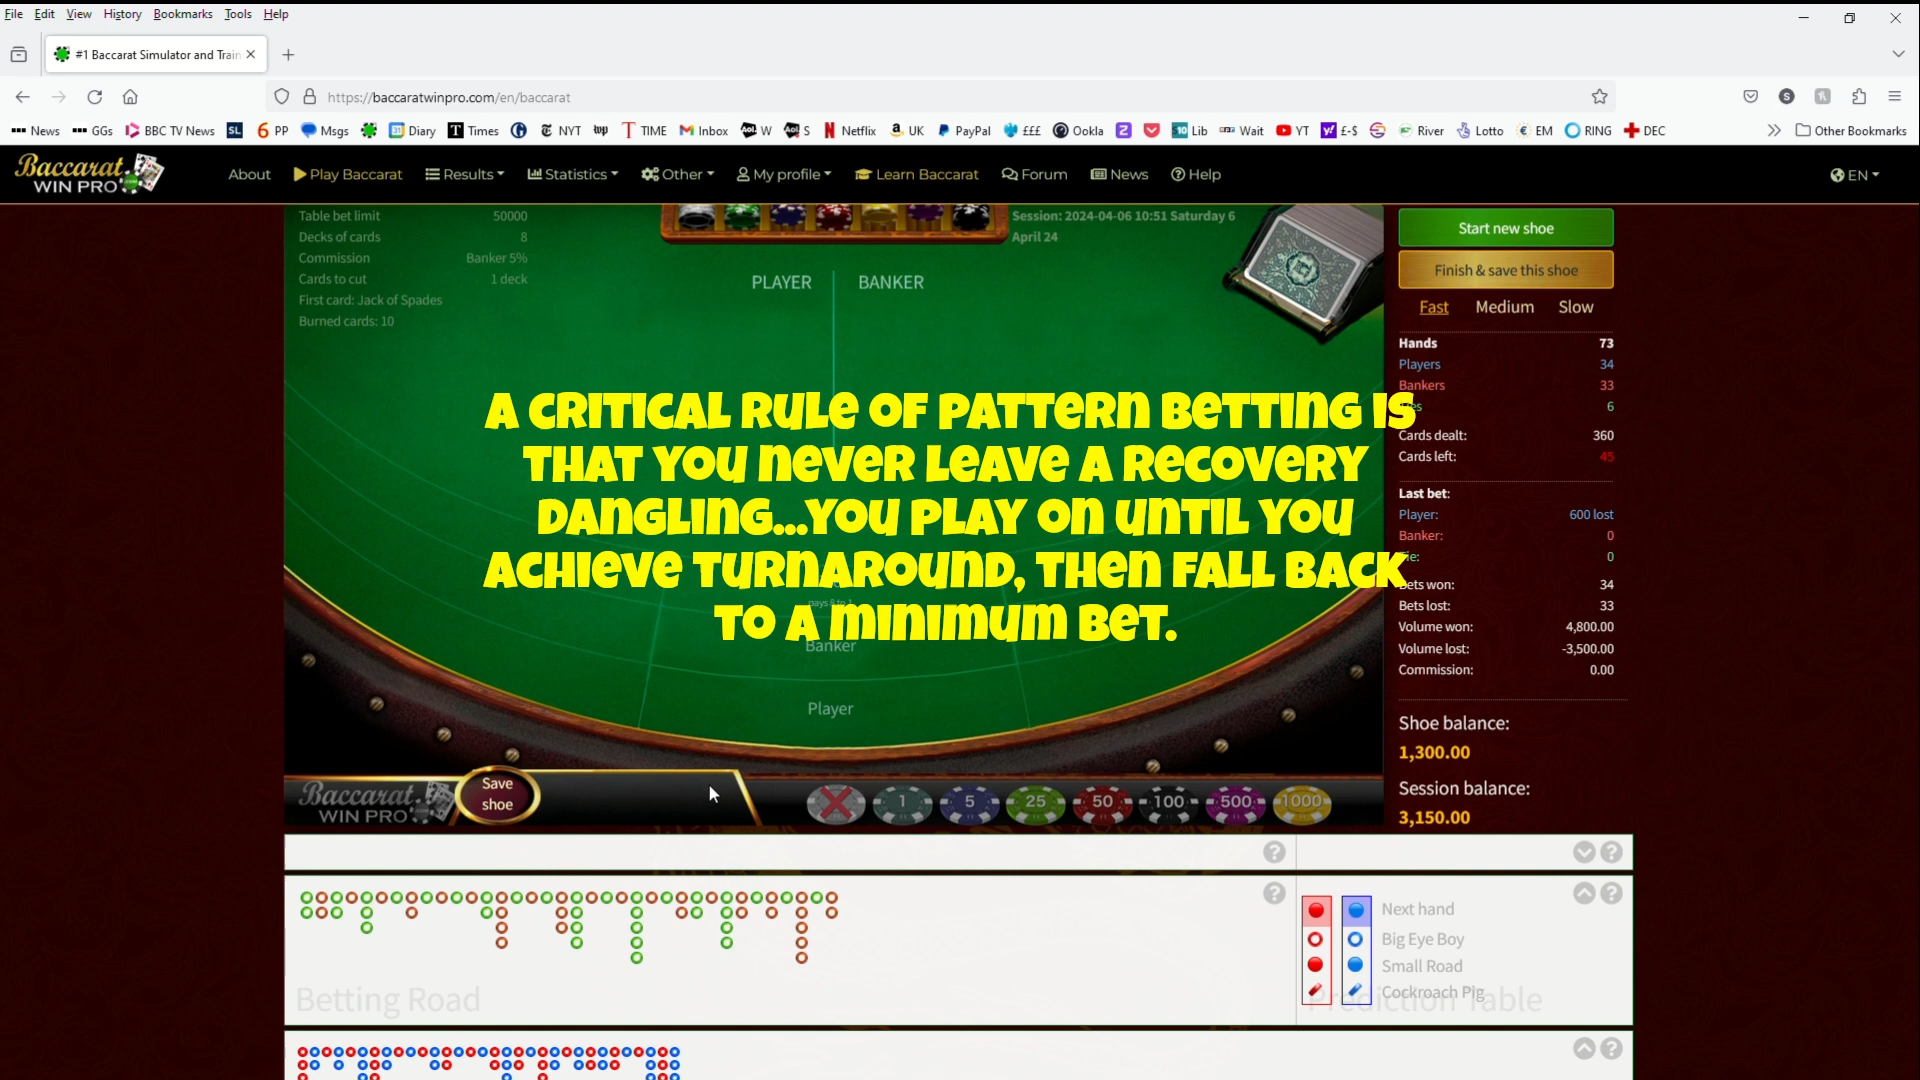 File Edit View History Bookmarks Tools Help
#1 Baccarat Simulator and Train
https://baccaratwinpro.com/en/baccarat
News GGs BBC TV News SL 6 PP Msgs Diary Times NYT wp TIME Inbox W S Netflix UK PayPal £££ Ookla Lib Wait YT £-$ River Lotto EM RING DEC Other Bookmarks
Baccarat
WIN PRO
About Play Baccarat Results Statistics Other My profile Learn Baccarat Forum News Help EN
Table bet limit 50000
Decks of cards 8
Commission Banker 5%
Cards to cut 1 deck
First card: Jack of Spades
Burned cards: 10
Session: 2024-04-06 10:51 Saturday 6
April 24
PLAYER BANKER
A CRITICAL RULE OF PATTERN BETTING IS
THAT YOU NEVER LEAVE A RECOVERY
DANGLING...YOU PLAY ON UNTIL YOU
ACHIEVE TURNAROUND, THEN FALL BACK
TO A MINIMUM BET.
pays 8 to 1
Banker
Player
Save
shoe
Baccarat
WIN PRO
1 5 25 50 100 500 1000
Start new shoe
Finish & save this shoe
Fast Medium Slow
Hands 73
Players 34
Bankers 33
6
Cards dealt: 360
Cards left: 45
Last bet:
Player: 600 lost
Banker: 0
0
Bets won: 34
Bets lost: 33
Volume won: 4,800.00
Volume lost: -3,500.00
Commission: 0.00
Shoe balance:
1,300.00
Session balance:
3,150.00
Next hand
Big Eye Boy
Small Road
Cockroach Pig
Betting Road
Prediction Table